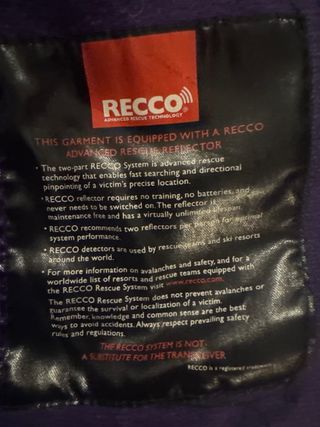 RECCO
ADVANCED RESCUE TECHNOLOGY
THIS GARMENT IS EQUIPPED WITH A RECCO
ADVANCED RESCUE REFLECTOR
• The two-part RECCO System is advanced rescue
technology that enables fast searching and directional
pinpointing of a victim's precise location.
• RECCO reflector requires no training, no batteries, and
never needs to be switched on. The reflector is
maintenance free and has a virtually unlimited lifespan.
• RECCO recommends two reflectors per person for optimal
system performance.
• RECCO detectors are used by rescue teams and ski resorts
around the world.
• For more information on avalanches and safety, and for a
worldwide list of resorts and rescue teams equipped with
the RECCO Rescue System visit www.recco.com.
The RECCO Rescue System does not prevent avalanches or
guarantee the survival or localization of a victim.
Remember, knowledge and common sense are the best
ways to avoid accidents. Always respect prevailing safety
rules and regulations.
THE RECCO SYSTEM IS NOT
A SUBSTITUTE FOR THE TRANSCEIVER
RECCO is a registered trademark